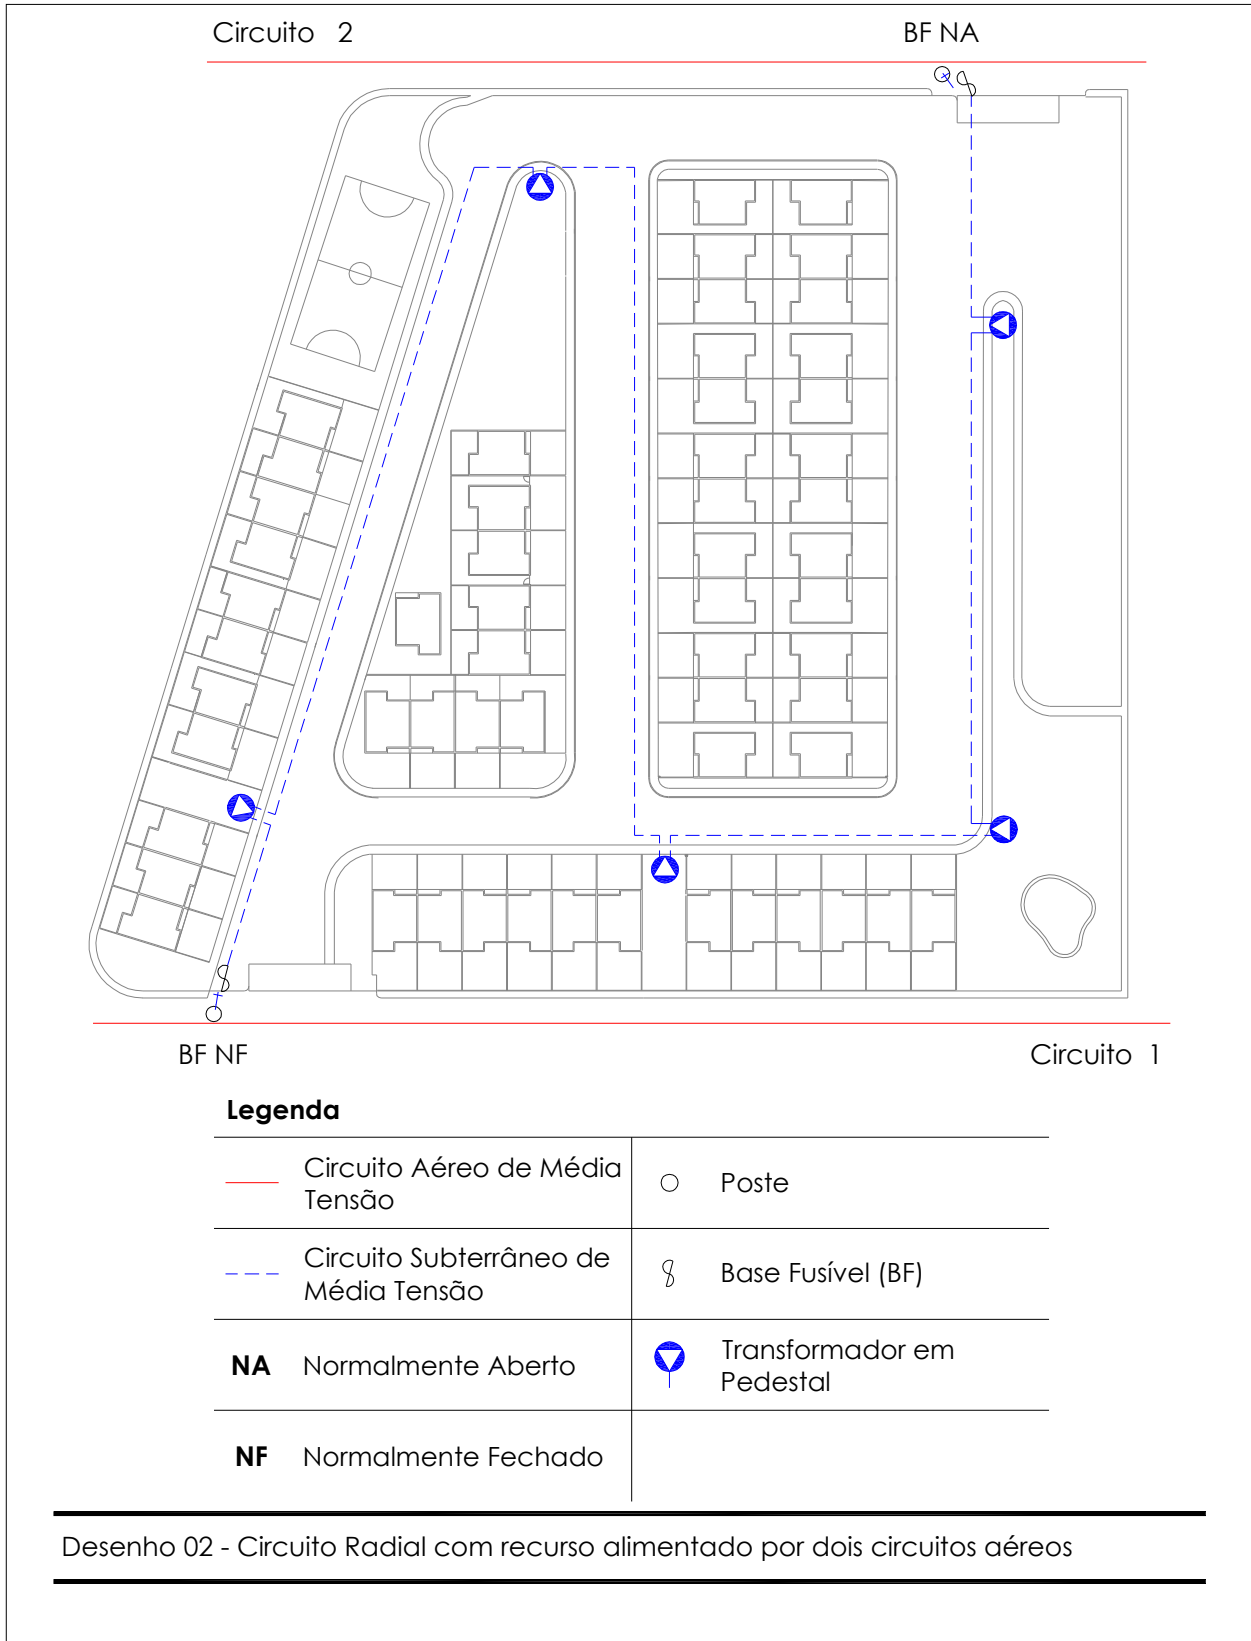 Circuito 2
BF NA
BF NF
Circuito 1
Legenda
Circuito Aéreo de Média
Tensão
Poste
Circuito Subterrâneo de
Média Tensão
Base Fusível (BF)
NA Normalmente Aberto
Transformador em
Pedestal
NF Normalmente Fechado
Desenho 02 - Circuito Radial com recurso alimentado por dois circuitos aéreos